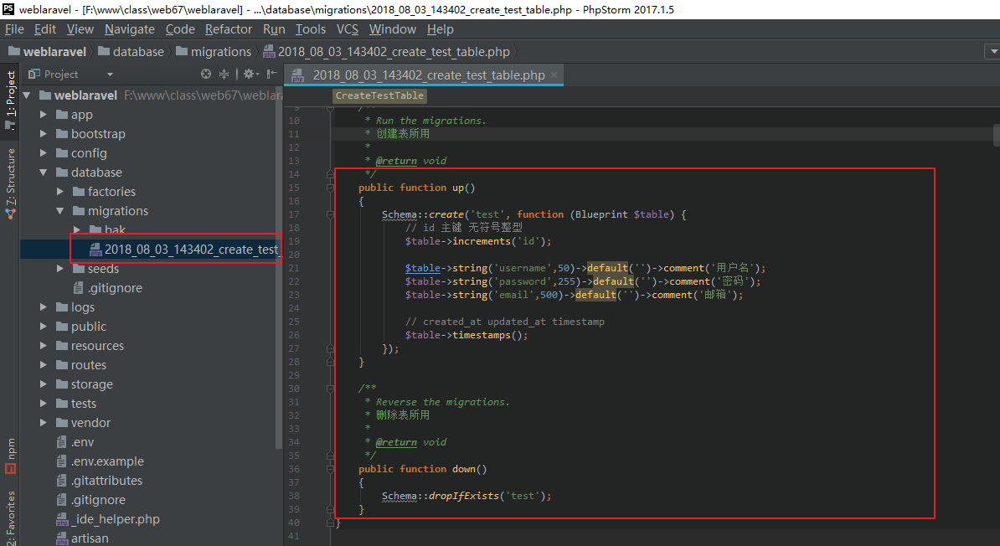 weblaravel - [F:\www\class\web67\weblaravel] - ...\database\migrations\2018_08_03_143402_create_test_table.php - PhpStorm 2017.1.5
File Edit View Navigate Code Refactor Run Tools VCS Window Help
weblaravel database migrations 2018_08_03_143402_create_test_table.php
1: Project
7: Structure
npm
2: Favorites
Project
weblaravel F:\www\class\web67\weblar
app
bootstrap
config
database
factories
migrations
bak
2018_08_03_143402_create_test_
seeds
.gitignore
logs
public
resources
routes
storage
tests
vendor
.env
.env.example
.gitattributes
.gitignore
_ide_helper.php
artisan
2018_08_03_143402_create_test_table.php
CreateTestTable
9 /**
10 * Run the migrations.
11 * 创建表所用
12 *
13 * @return void
14 */
15 public function up()
16 {
17 Schema::create('test', function (Blueprint $table) {
18 // id 主键 无符号整型
19 $table->increments('id');
20
21 $table->string('username',50)->default('')->comment('用户名');
22 $table->string('password',255)->default('')->comment('密码');
23 $table->string('email',500)->default('')->comment('邮箱');
24
25 // created_at updated_at timestamp
26 $table->timestamps();
27 });
28 }
29
30 /**
31 * Reverse the migrations.
32 * 删除表所用
33 *
34 * @return void
35 */
36 public function down()
37 {
38 Schema::dropIfExists('test');
39 }
40 }
41